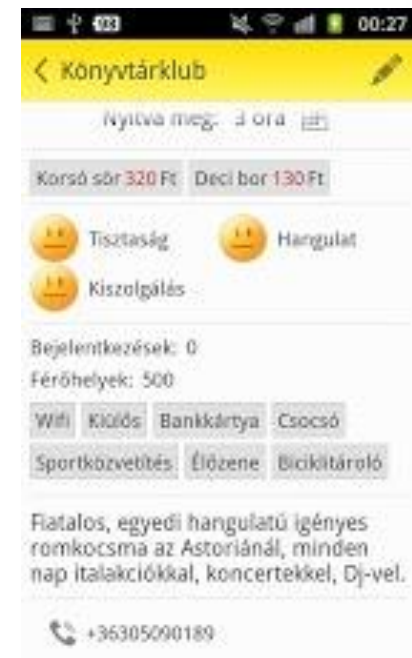 00:27
Könyvtárklub
Nyitva még: 3 óra
Korsó sör 320 Ft Deci bor 130 Ft
Tisztaság Hangulat
Kiszolgálás
Bejelentkezések: 0
Férőhelyek: 500
Wifi Kiülős Bankkártya Csocsó
Sportközvetítés Élőzene Biciklitároló
Fiatalos, egyedi hangulatú igényes
romkocsma az Astoriánál, minden
nap italakciókkal, koncertekkel, Dj-vel.
+36305090189